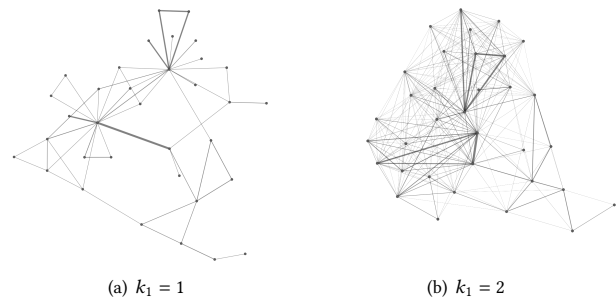 (a) k₁ = 1
(b) k₁ = 2